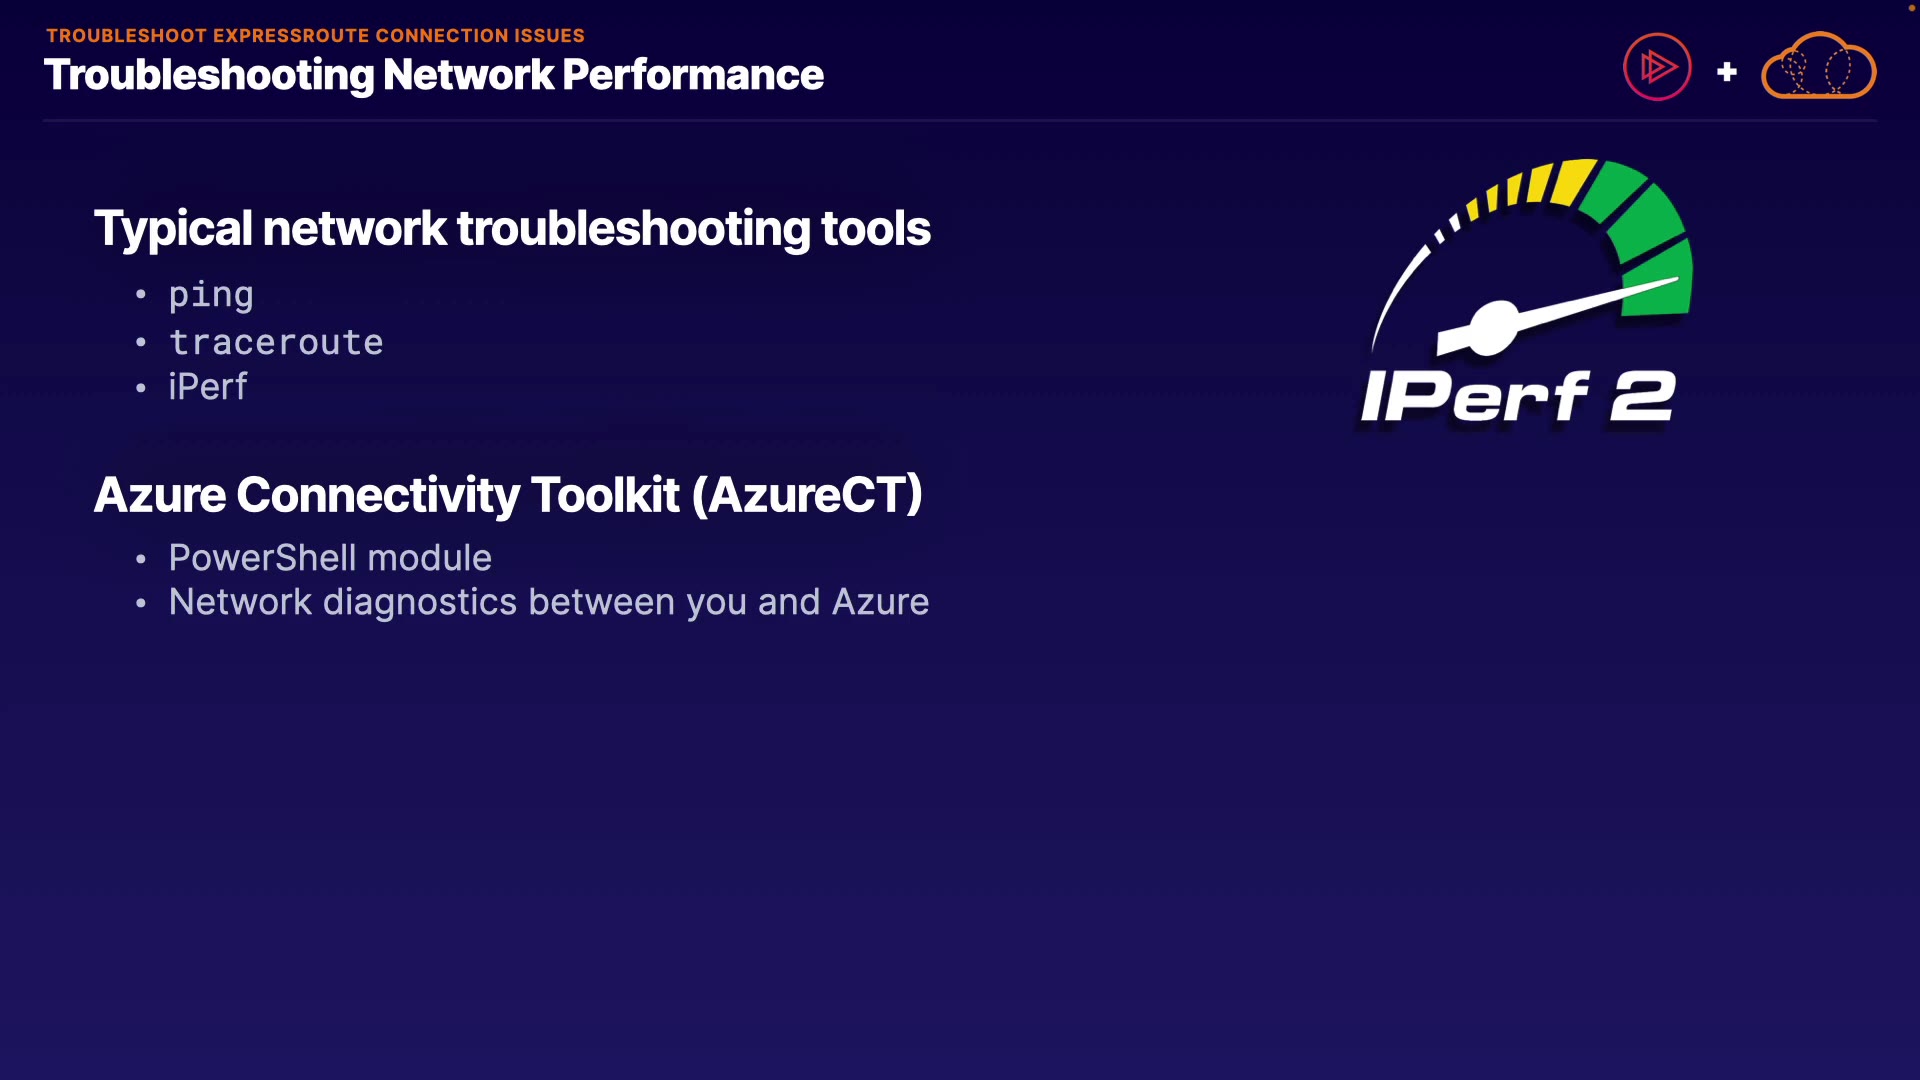 TROUBLESHOOT EXPRESSROUTE CONNECTION ISSUES
Troubleshooting Network Performance
+
Typical network troubleshooting tools
• ping
• traceroute
• iPerf
IPerf 2
Azure Connectivity Toolkit (AzureCT)
• PowerShell module
• Network diagnostics between you and Azure